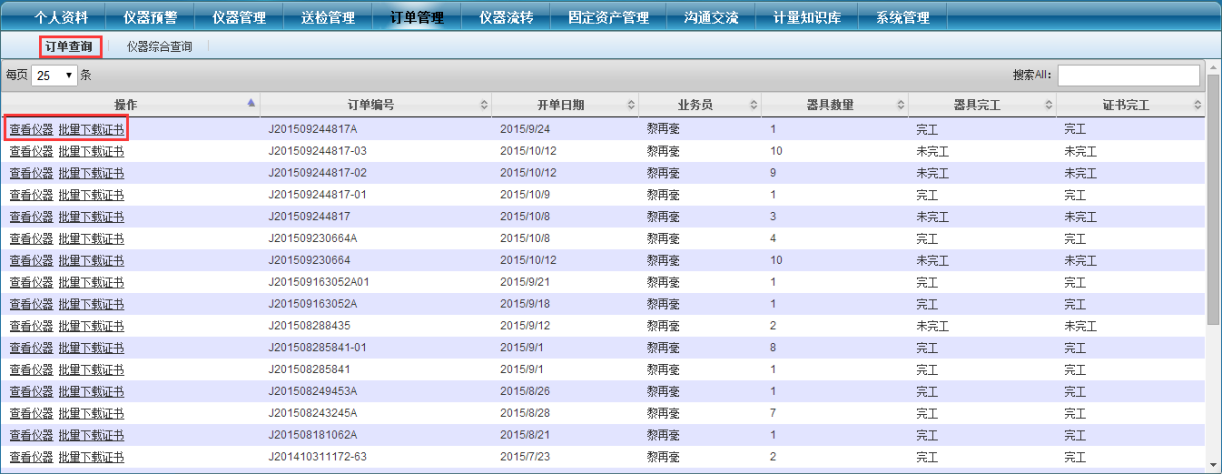 个人资料 仪器预警 仪器管理 送检管理 订单管理 仪器流转 固定资产管理 沟通交流 计量知识库 系统管理
订单查询 仪器综合查询
每页 25 条 搜索All:
操作 订单编号 开单日期 业务员 器具数量 器具完工 证书完工
查看仪器 批量下载证书 J201509244817A 2015/9/24 黎再毫 1 完工 完工
查看仪器 批量下载证书 J201509244817-03 2015/10/12 黎再毫 10 未完工 未完工
查看仪器 批量下载证书 J201509244817-02 2015/10/12 黎再毫 9 未完工 未完工
查看仪器 批量下载证书 J201509244817-01 2015/10/9 黎再毫 1 完工 完工
查看仪器 批量下载证书 J201509244817 2015/10/8 黎再毫 3 未完工 未完工
查看仪器 批量下载证书 J201509230664A 2015/10/8 黎再毫 4 完工 完工
查看仪器 批量下载证书 J201509230664 2015/10/12 黎再毫 10 未完工 未完工
查看仪器 批量下载证书 J201509163052A01 2015/9/21 黎再毫 1 完工 完工
查看仪器 批量下载证书 J201509163052A 2015/9/18 黎再毫 1 完工 完工
查看仪器 批量下载证书 J201508288435 2015/9/12 黎再毫 2 未完工 未完工
查看仪器 批量下载证书 J201508285841-01 2015/9/1 黎再毫 8 完工 完工
查看仪器 批量下载证书 J201508285841 2015/9/1 黎再毫 1 完工 完工
查看仪器 批量下载证书 J201508249453A 2015/8/26 黎再毫 1 完工 完工
查看仪器 批量下载证书 J201508243245A 2015/8/28 黎再毫 7 完工 完工
查看仪器 批量下载证书 J201508181062A 2015/8/21 黎再毫 1 完工 完工
查看仪器 批量下载证书 J201410311172-63 2015/7/23 黎再毫 2 完工 完工